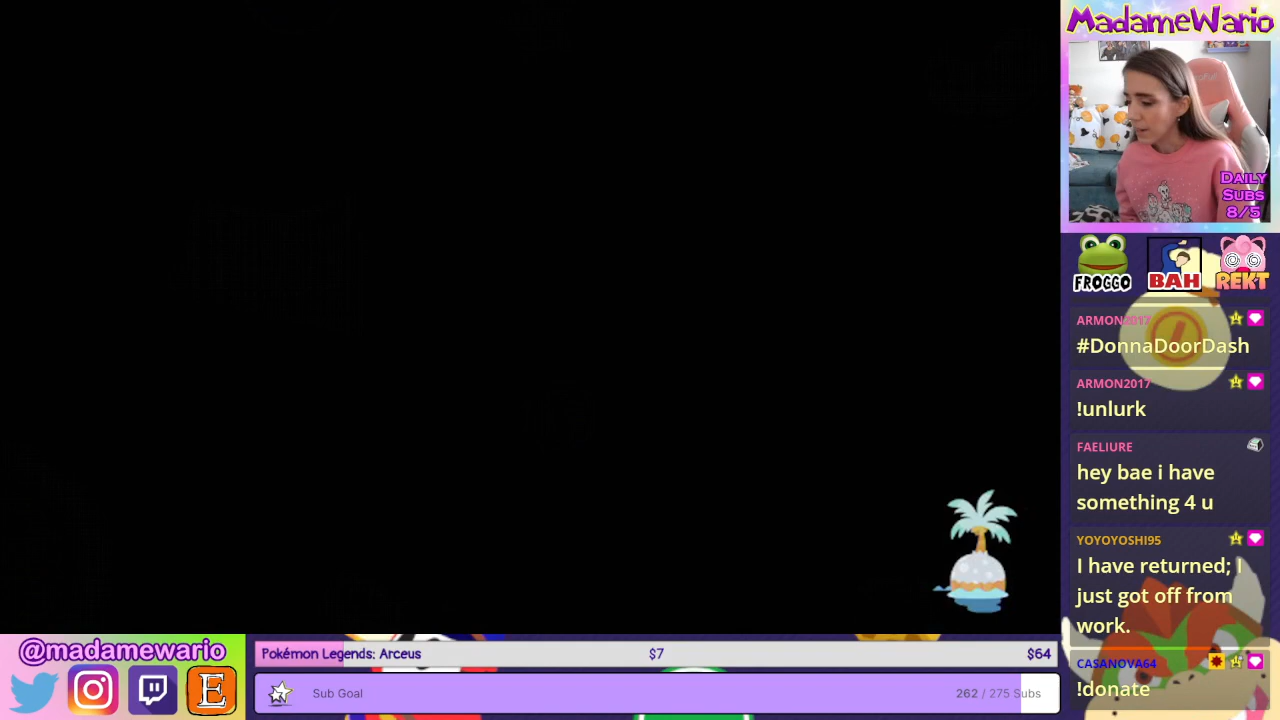 MadameWario
DAILY
SUBS
8/5
FROGGO
BAH
REKT
ARMON2017
#DonnaDoorDash
ARMON2017
!unlurk
FAELIURE
hey bae i have
something 4 u
YOYOYOSHI95
I have returned; I
just got off from
work.
CASANOVA64
!donate
@madamewario
E
Pokémon Legends: Arceus $7 $64
Sub Goal 262 / 275 Subs